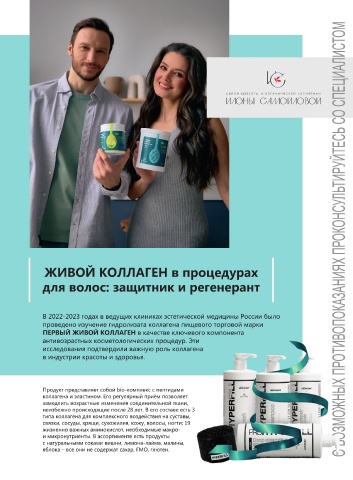 ИС
ИЛОНЫ САМОЙЛОВОЙ
ЖИВОЙ КОЛЛАГЕН в процедурах
для волос: защитник и регенерант
В 2022-2023 годах в ведущих клиниках эстетической медицины России было
проведено изучение гидролизата коллагена пищевого торговой марки
ПЕРВЫЙ ЖИВОЙ КОЛЛАГЕН в качестве ключевого компонента
антивозрастных косметологических процедур. Эти
исследования подтвердили важную роль коллагена
в индустрии красоты и здоровья.
Продукт представляет собой bio-комплекс с пептидами
коллагена и эластином. Его регулярный приём позволяет
замедлить возрастные изменения соединительной ткани,
неизбежно происходящие после 28 лет. В его составе есть 3
типа коллагена для комплексного воздействия на суставы,
связки, сосуды, хрящи, сухожилия, кожу, волосы, ногти; 19
жизненно важных аминокислот, необходимые макро-
и микронутриенты. В ассортименте есть продукты
с натуральными соками вишни, лимона-лайма, малины,
яблока – все они не содержат сахар, ГМО, глютен.
HYPERFILL
С ВОЗМОЖНЫХ ПРОТИВОПОКАЗАНИЯХ ПРОКОНСУЛЬТИРУЙТЕСЬ СО СПЕЦИАЛИСТОМ